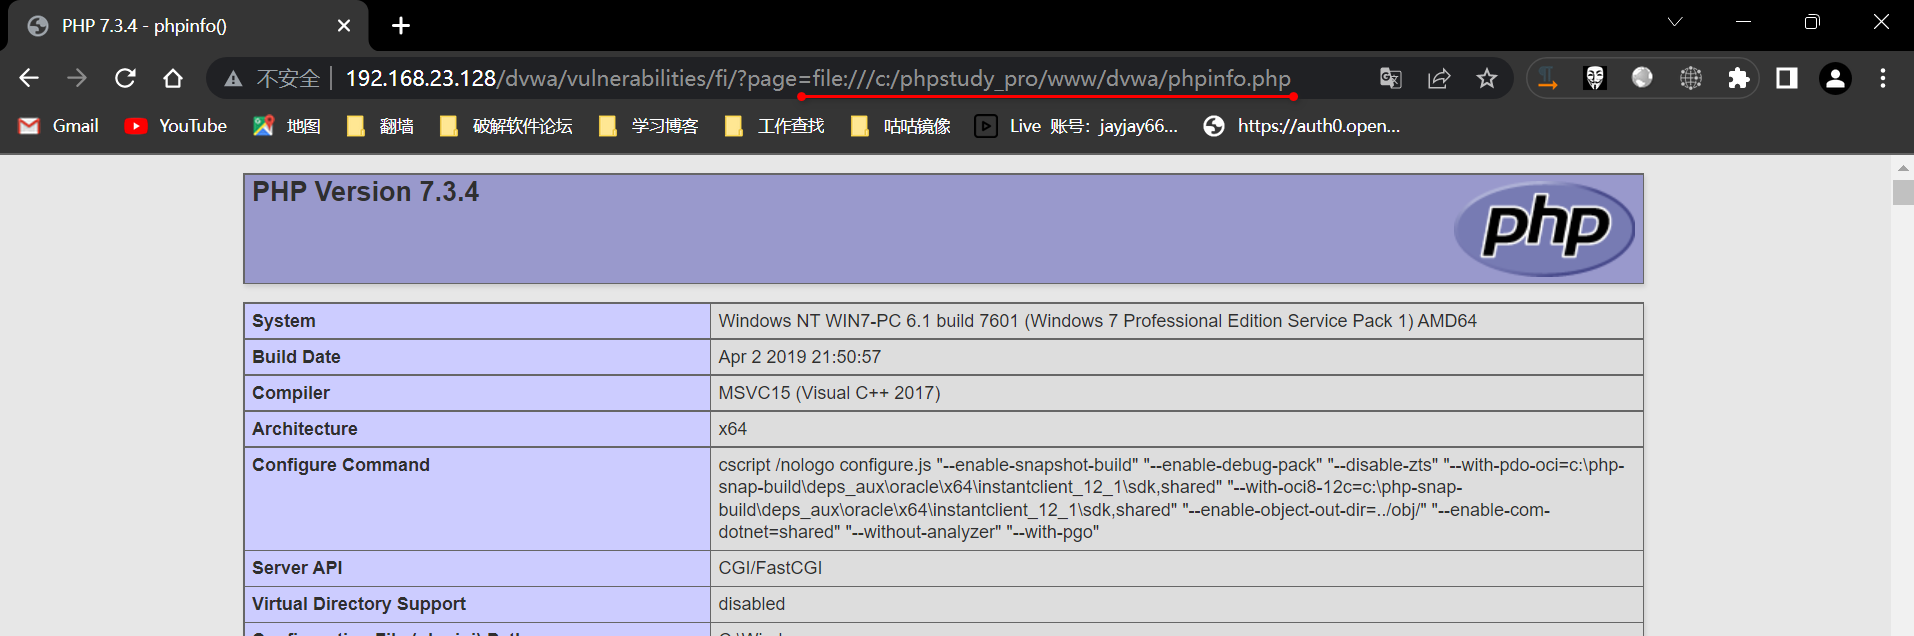 PHP 7.3.4 - phpinfo()
不安全 192.168.23.128/dvwa/vulnerabilities/fi/?page=file:///c:/phpstudy_pro/www/dvwa/phpinfo.php
Gmail YouTube 地图 翻墙 破解软件论坛 学习博客 工作查找 咕咕镜像 Live 账号：jayjay66... https://auth0.open...
PHP Version 7.3.4
php
System Windows NT WIN7-PC 6.1 build 7601 (Windows 7 Professional Edition Service Pack 1) AMD64
Build Date Apr 2 2019 21:50:57
Compiler MSVC15 (Visual C++ 2017)
Architecture x64
Configure Command cscript /nologo configure.js "--enable-snapshot-build" "--enable-debug-pack" "--disable-zts" "--with-pdo-oci=c:\php-
snap-build\deps_aux\oracle\x64\instantclient_12_1\sdk,shared" "--with-oci8-12c=c:\php-snap-
build\deps_aux\oracle\x64\instantclient_12_1\sdk,shared" "--enable-object-out-dir=../obj/" "--enable-com-
dotnet=shared" "--without-analyzer" "--with-pgo"
Server API CGI/FastCGI
Virtual Directory Support disabled